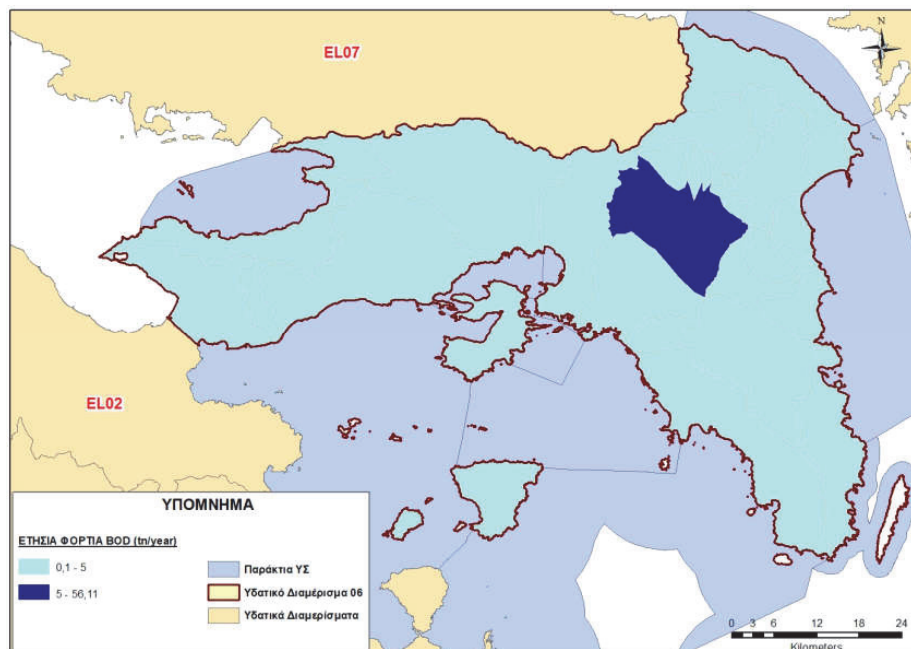 EL07
N
EL02
ΥΠΟΜΝΗΜΑ
ΕΤΗΣΙΑ ΦΟΡΤΙΑ BOD (tn/year)
0,1 - 5
5 - 56,11
Παράκτια ΥΣ
Υδατικό Διαμέρισμα 06
Υδατικά Διαμερίσματα
0 3 6 12 18 24
Kilometers